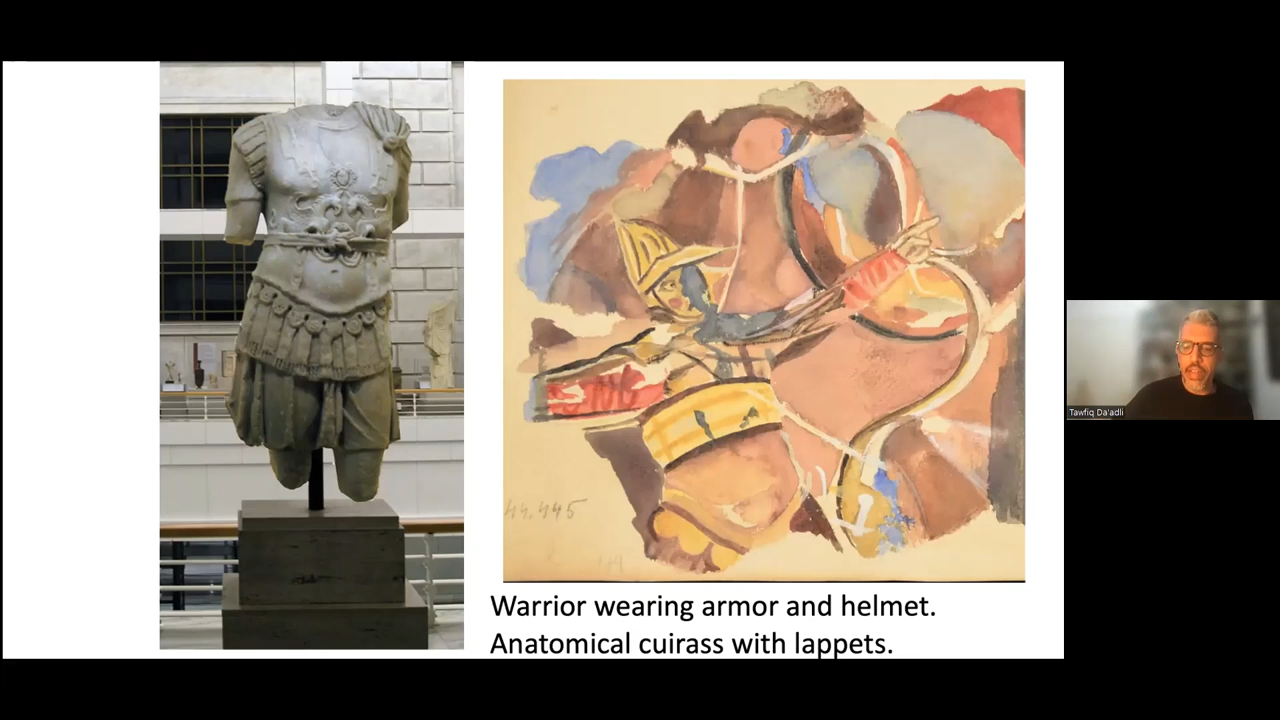 44.445
Warrior wearing armor and helmet.
Anatomical cuirass with lappets.
Tawfiq Da'adli